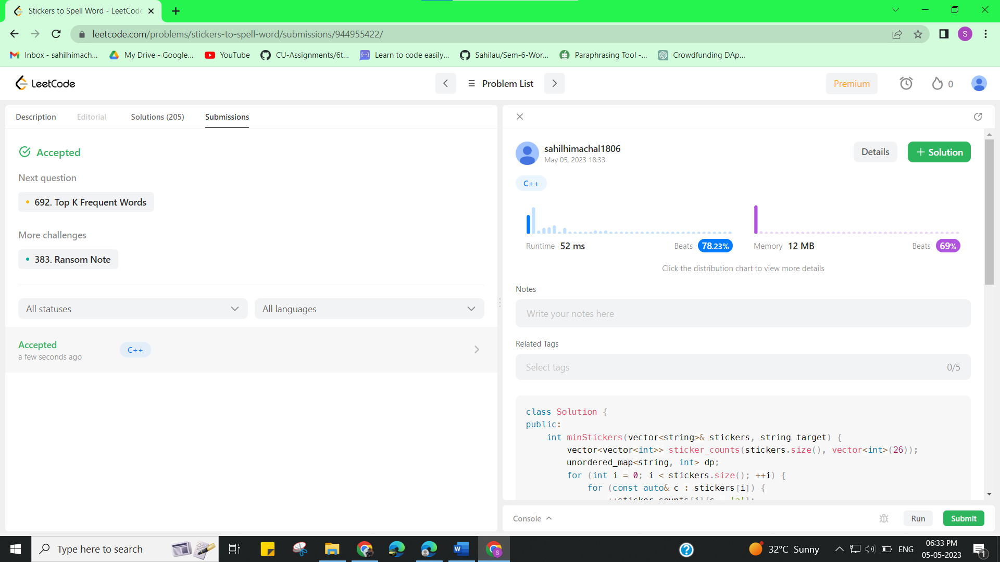 Stickers to Spell Word - LeetCode
leetcode.com/problems/stickers-to-spell-word/submissions/944955422/
S
Inbox - sahilhimach...
My Drive - Google...
YouTube
CU-Assignments/6t...
Learn to code easily...
Sahilau/Sem-6-Wor...
Paraphrasing Tool -...
Crowdfunding DAp...
LeetCode
Problem List
Premium
0
Description
Editorial
Solutions (205)
Submissions
Accepted
Next question
692. Top K Frequent Words
More challenges
383. Ransom Note
All statuses
All languages
Accepted
a few seconds ago
C++
sahilhimachal1806
May 05, 2023 18:33
Details
+ Solution
C++
Runtime 52 ms
Beats 78.23%
Memory 12 MB
Beats 69%
Click the distribution chart to view more details
Notes
Write your notes here
Related Tags
Select tags
0/5
class Solution {
public:
    int minStickers(vector<string>& stickers, string target) {
        vector<vector<int>> sticker_counts(stickers.size(), vector<int>(26));
        unordered_map<string, int> dp;
        for (int i = 0; i < stickers.size(); ++i) {
            for (const auto& c : stickers[i]) {
                ++sticker_counts[i][c - 'a'];
Console
Run
Submit
Type here to search
32°C Sunny
ENG
06:33 PM
05-05-2023
1